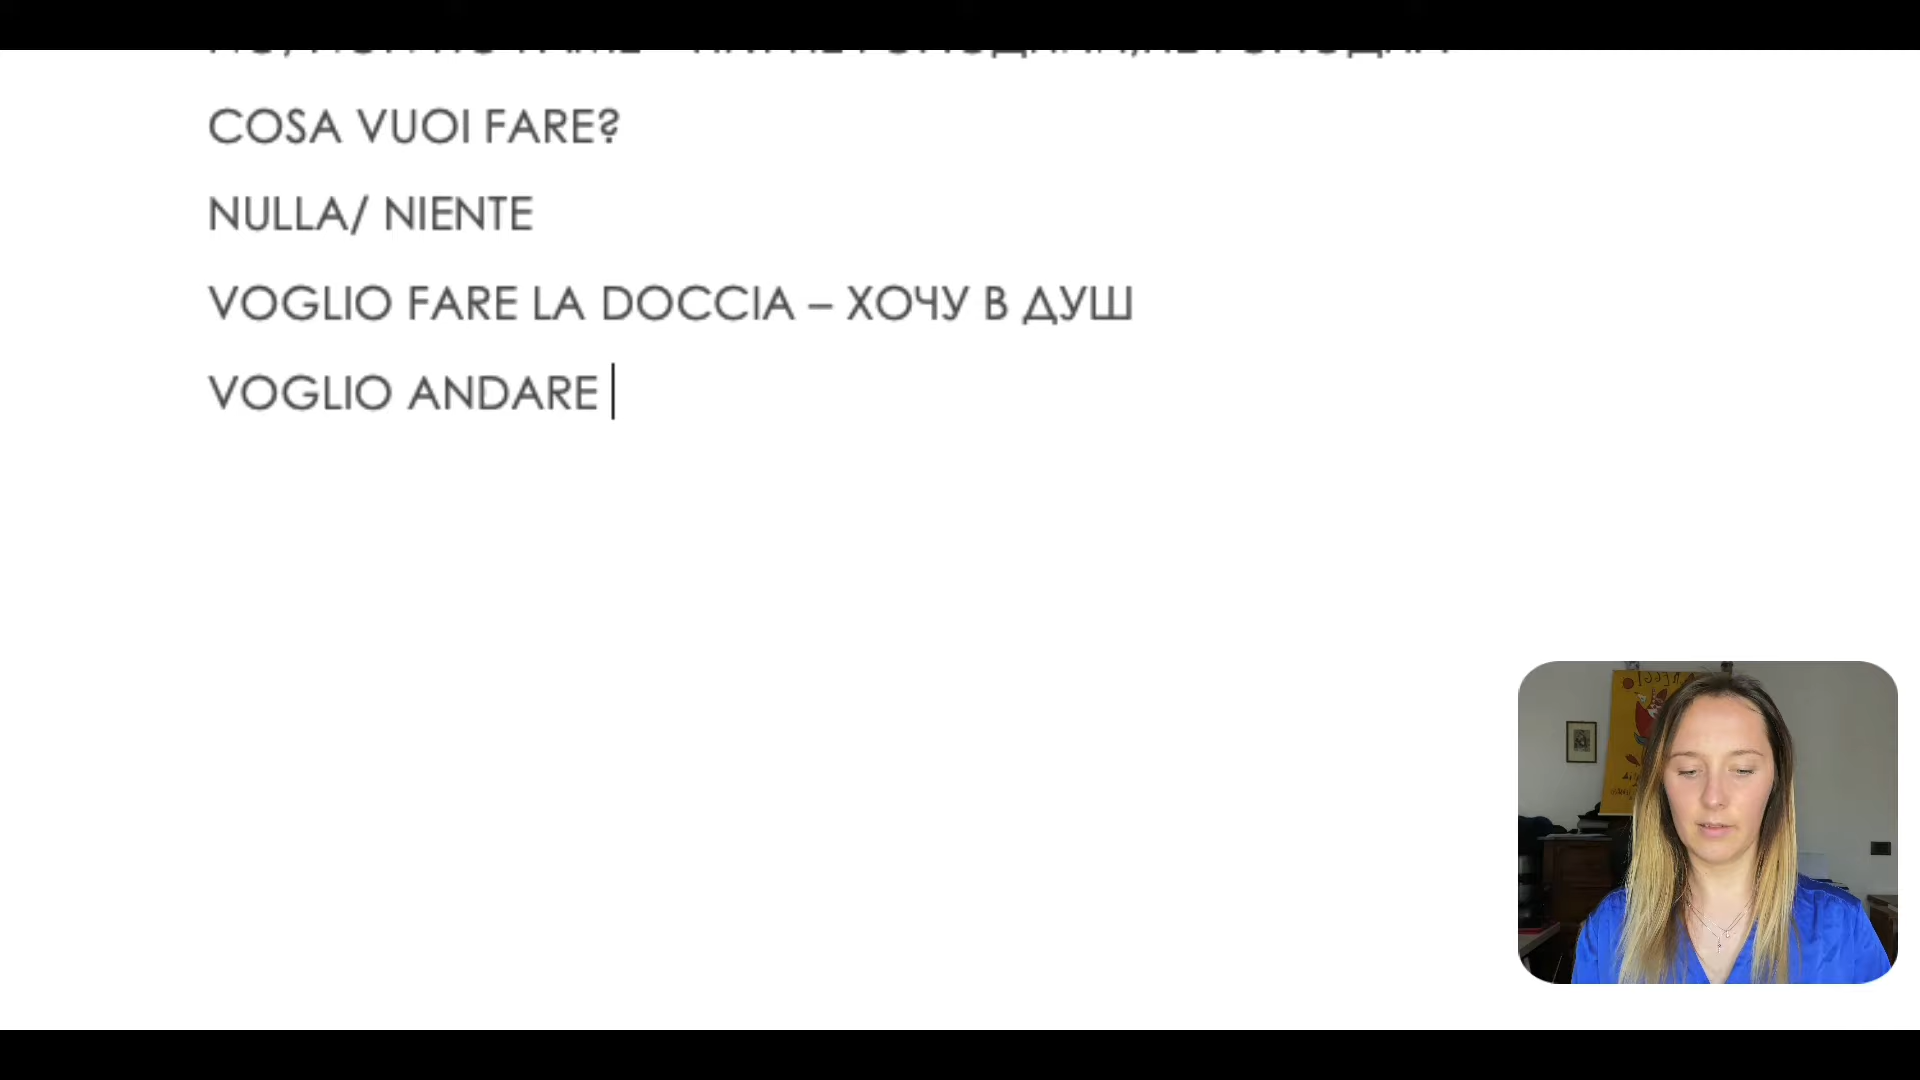 COSA VUOI FARE?
NULLA/ NIENTE
VOGLIO FARE LA DOCCIA – ХОЧУ В ДУШ
VOGLIO ANDARE